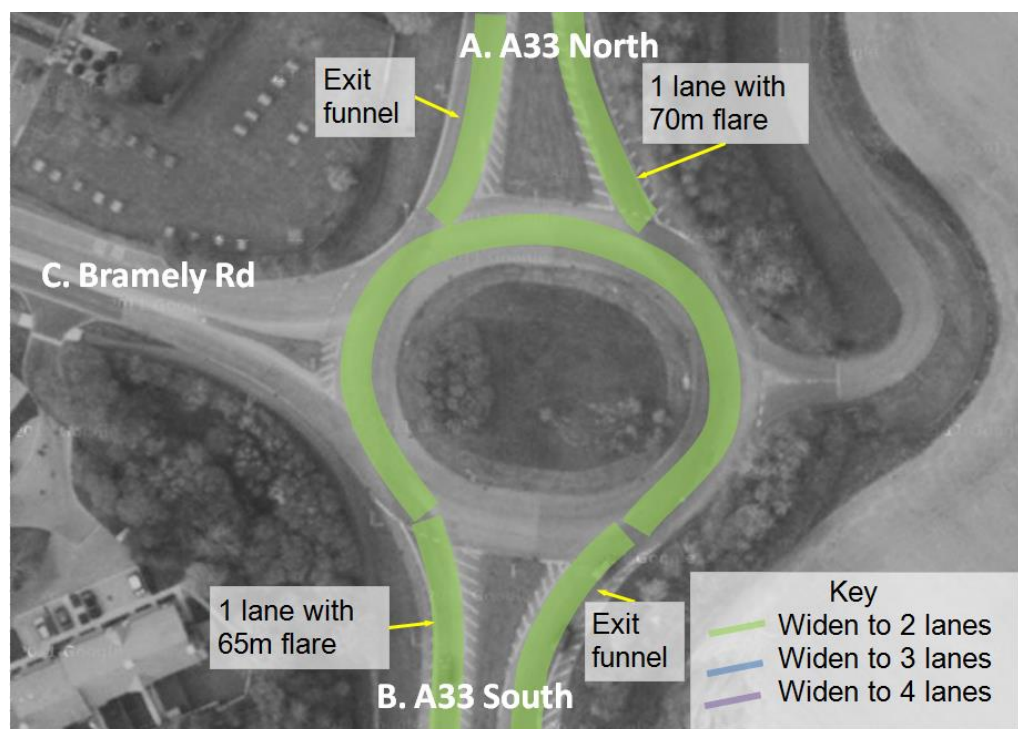 A. A33 North
Exit
funnel
1 lane with
70m flare
C. Bramely Rd
1 lane with
65m flare
Exit
funnel
B. A33 South
Key
Widen to 2 lanes
Widen to 3 lanes
Widen to 4 lanes